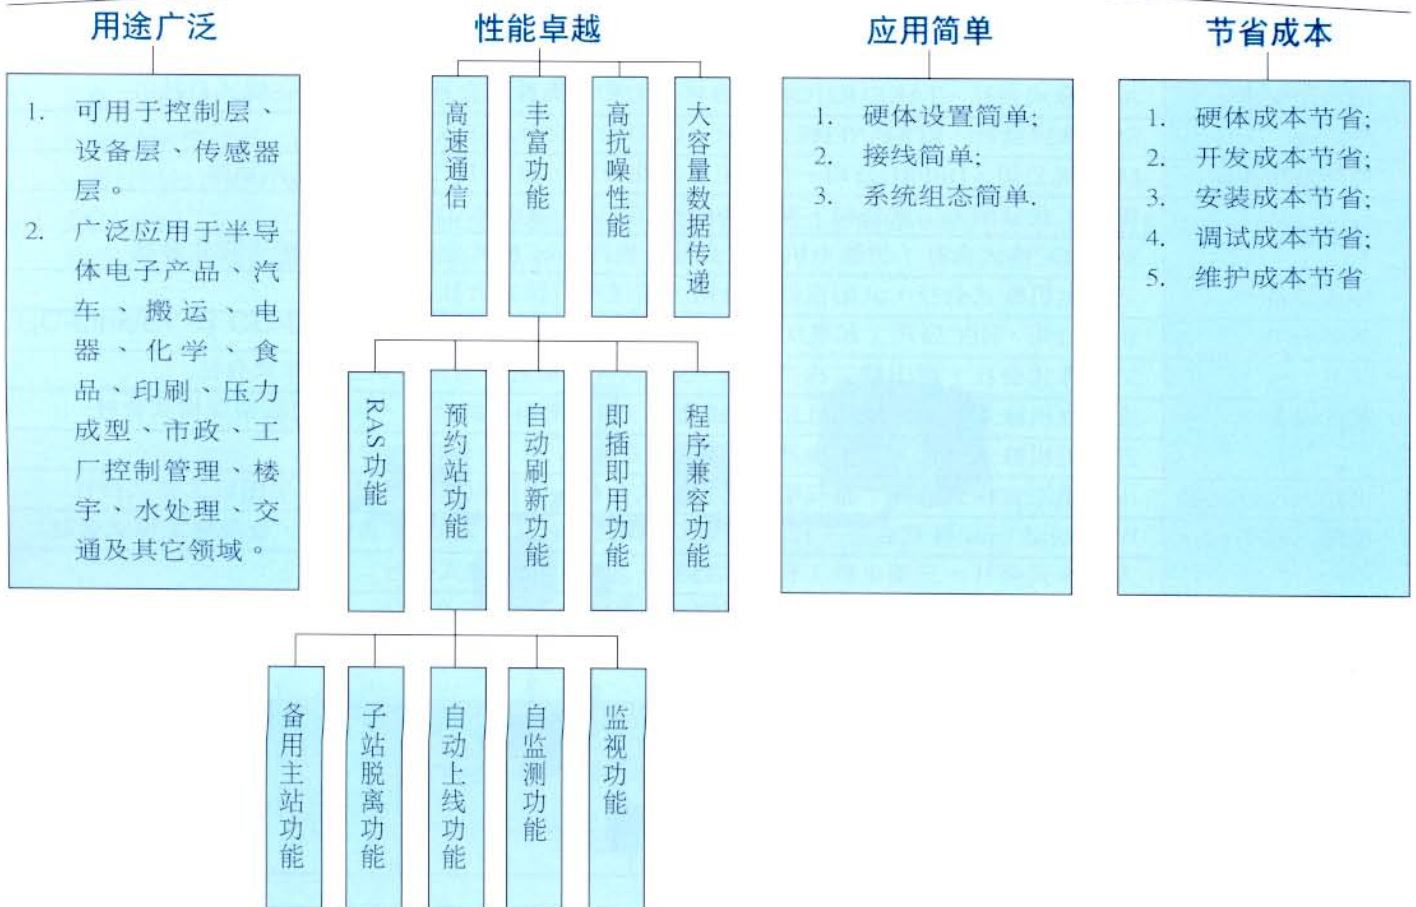 用途广泛
性能卓越
应用简单
节省成本
1. 可用于控制层、
设备层、传感器
层。
2. 广泛应用于半导
体电子产品、汽
车、搬运、电
器、化学、食
品、印刷、压力
成型、市政、工
厂控制管理、楼
宇、水处理、交
通及其它领域。
高速通信
丰富功能
高抗噪性能
大容量数据传递
RAS功能
预约站功能
自动刷新功能
即插即用功能
程序兼容功能
备用主站功能
子站脱离功能
自动上线功能
自监测功能
监视功能
1. 硬体设置简单;
2. 接线简单;
3. 系统组态简单.
1. 硬体成本节省;
2. 开发成本节省;
3. 安装成本节省;
4. 调试成本节省;
5. 维护成本节省